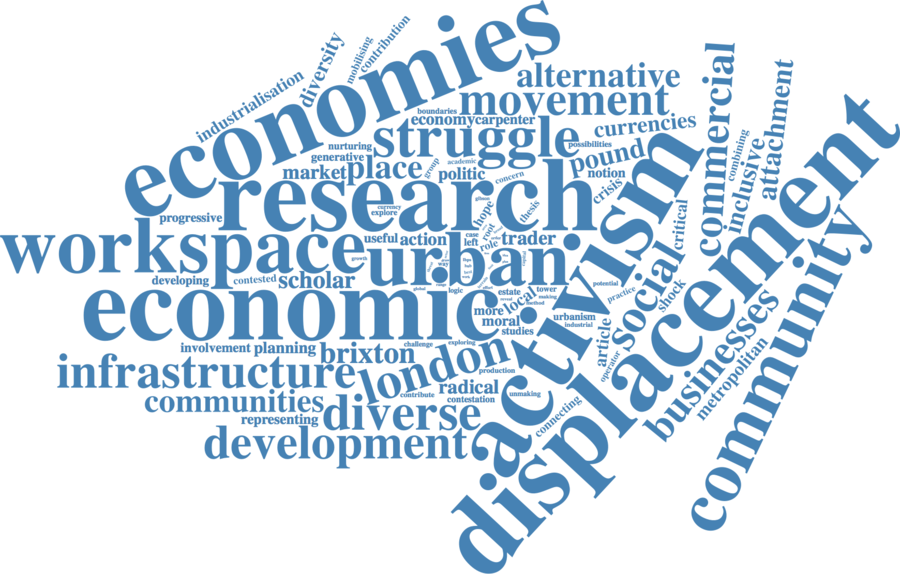 economies
contribution
mobilising
diversity
industrialisation
alternative
movement
boundaries
economy
carpenter
struggle
currencies
possibilities
pound
nurturing
generative
market
place
group
academic
politic
concern
notion
crisis
commercial
combining
inclusive
attachment
research
currency
explore
progressive
gibson
hope
thesis
root
critical
workspace
useful
action
case
left
role
trader
urban
activism
displacement
community
growth
developing
contested
scholar
global
logic
estate
tower
making
method
potential
practice
social
shock
economic
more
local
moral
studies
urbanism
industrial
article
operator
businesses
metropolitan
involvement
planning
brixton
challenge
exploring
infrastructure
london
production
radical
contribute
contestation
unmaking
connecting
communities
representing
diverse
development